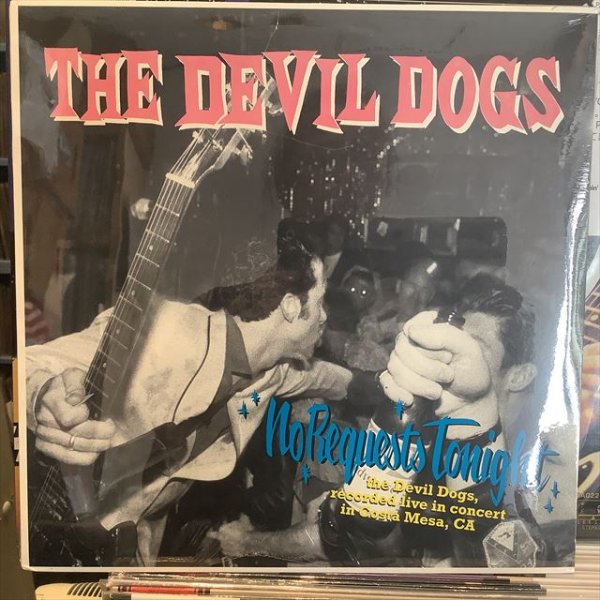 THE DEVIL DOGS
No Requests Tonight
the Devil Dogs,
recorded live in concert
in Costa Mesa, CA